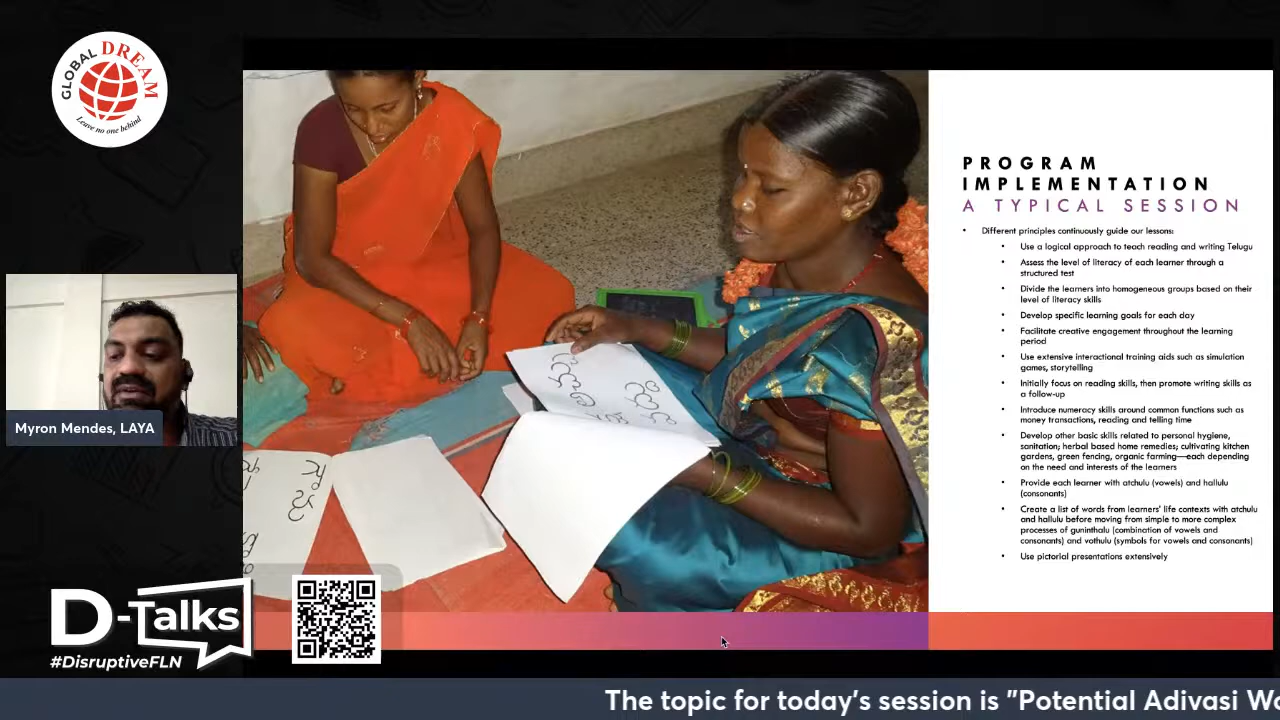 GLOBAL DREAM
Leave no one behind
PROGRAM
IMPLEMENTATION
A TYPICAL SESSION
• Different principles continuously guide our lessons:
• Use a logical approach to teach reading and writing Telugu
• Assess the level of literacy of each learner through a
structured test
• Divide the learners into homogeneous groups based on their
level of literacy skills
• Develop specific learning goals for each day
• Facilitate creative engagement throughout the learning
period
• Use extensive interactional training aids such as simulation
games, storytelling
• Initially focus on reading skills, then promote writing skills as
a follow-up
• Introduce numeracy skills around common functions such as
money transactions, reading and telling time
• Develop other basic skills related to personal hygiene,
sanitation; herbal based home remedies; cultivating kitchen
gardens, green fencing, organic farming—each depending
on the need and interests of the learners
• Provide each learner with atchulu (vowels) and hallulu
(consonants)
• Create a list of words from learners' life contexts with atchulu
and hallulu before moving from simple to more complex
processes of guninthalu (combination of vowels and
consonants) and vothulu (symbols for vowels and consonants)
• Use pictorial presentations extensively
Myron Mendes, LAYA
D-Talks
#DisruptiveFLN
The topic for today's session is "Potential Adivasi Wo